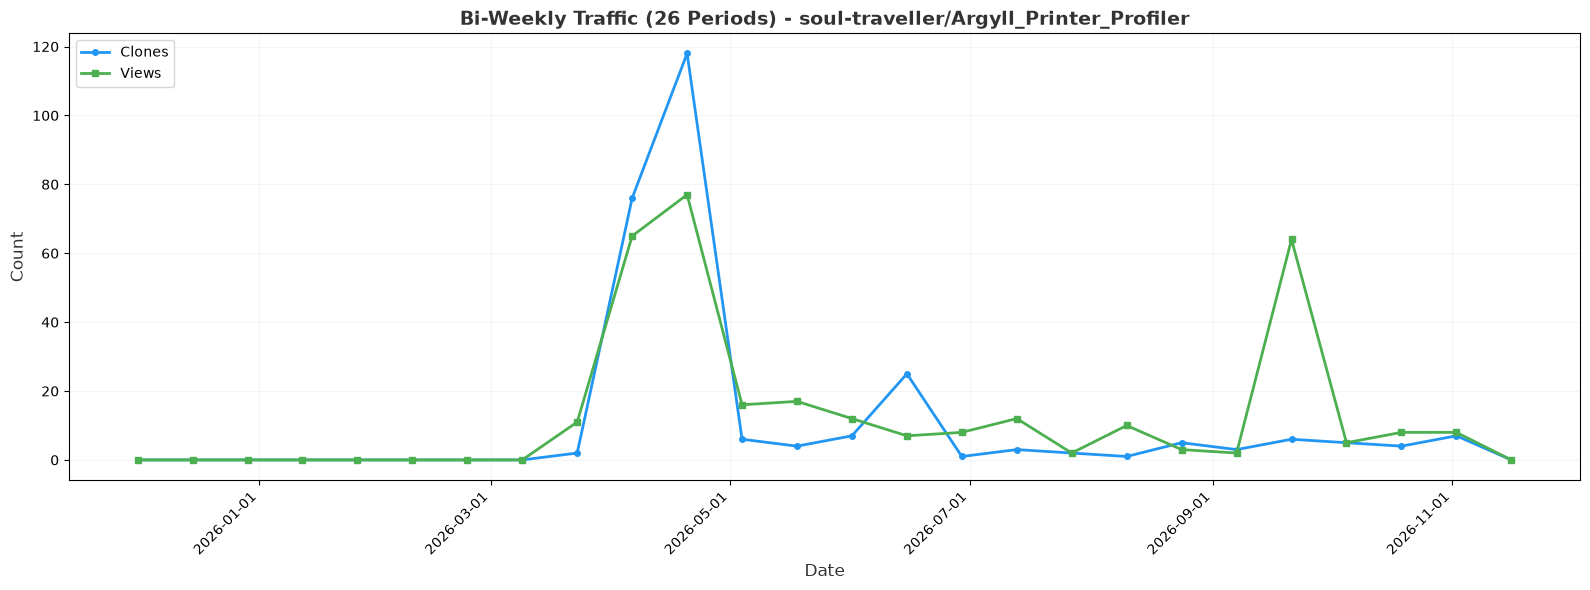 Bi-Weekly Traffic (26 Periods) - soul-traveller/Argyll_Printer_Profiler
Clones
Views
120
100
80
60
40
20
0
Count
2026-01-01
2026-03-01
2026-05-01
2026-07-01
2026-09-01
2026-11-01
Date